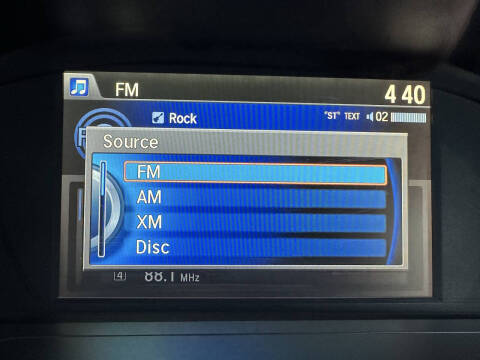 FM
4 40
Rock
"ST" TEXT 02
Source
FM
AM
XM
Disc
4 88.1 MHz